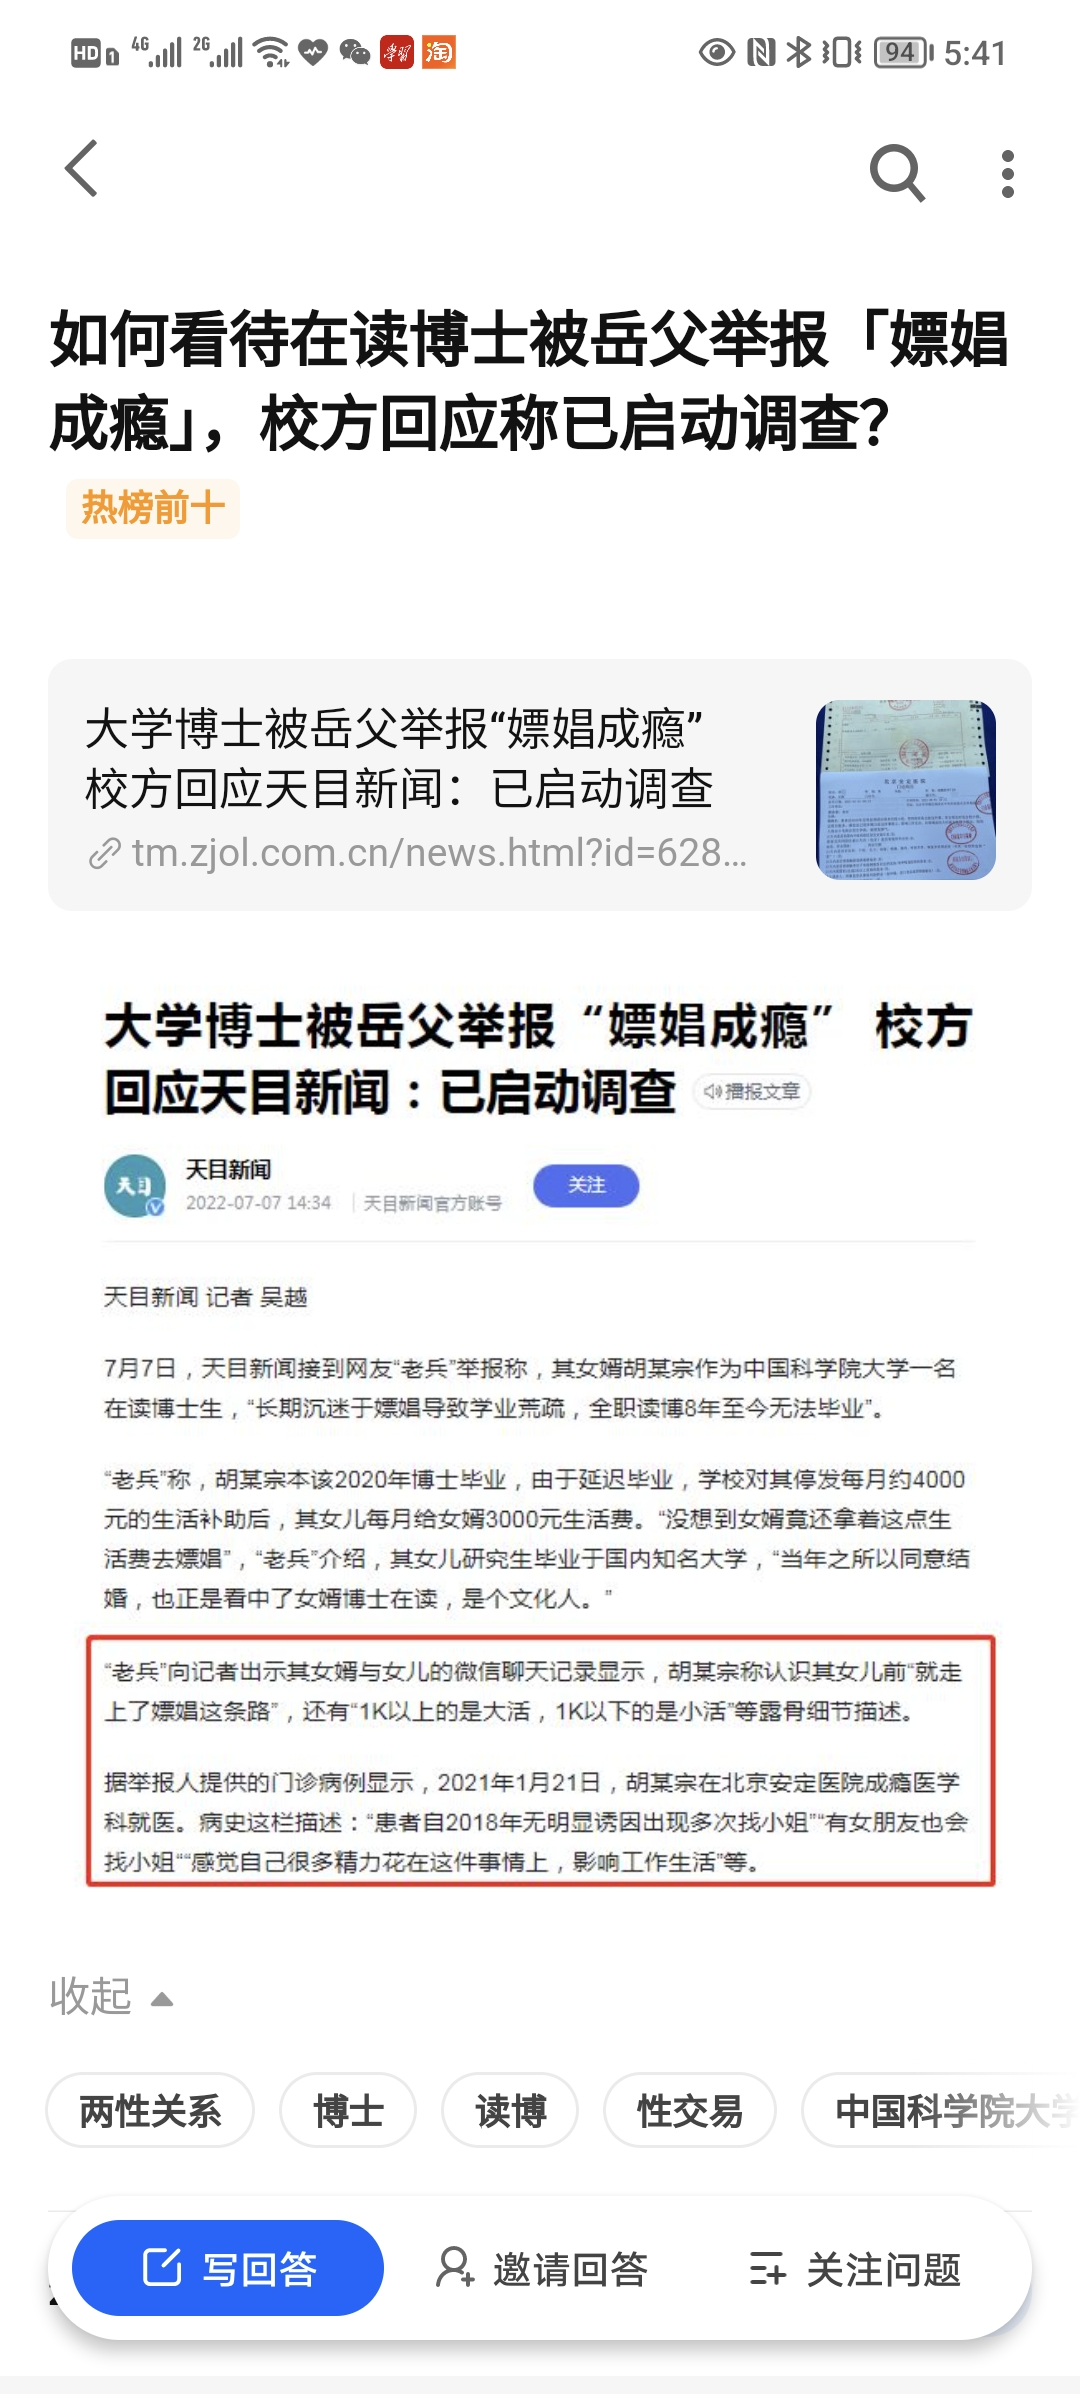 HD 1 4G 2G 学习 淘 94 5:41
如何看待在读博士被岳父举报「嫖娼
成瘾」，校方回应称已启动调查？
热榜前十
大学博士被岳父举报“嫖娼成瘾”
校方回应天目新闻：已启动调查
tm.zjol.com.cn/news.html?id=628...
大学博士被岳父举报“嫖娼成瘾” 校方
回应天目新闻：已启动调查 播报文章
天目
天目新闻
关注
2022-07-07 14:34 天目新闻官方账号
天目新闻 记者 吴越
7月7日，天目新闻接到网友“老兵”举报称，其女婿胡某宗作为中国科学院大学一名
在读博士生，“长期沉迷于嫖娼导致学业荒疏，全职读博8年至今无法毕业”。
“老兵”称，胡某宗本该2020年博士毕业，由于延迟毕业，学校对其停发每月约4000
元的生活补助后，其女儿每月给女婿3000元生活费。“没想到女婿竟还拿着这点生
活费去嫖娼”，“老兵”介绍，其女儿研究生毕业于国内知名大学，“当年之所以同意结
婚，也正是看中了女婿博士在读，是个文化人。”
“老兵”向记者出示其女婿与女儿的微信聊天记录显示，胡某宗称认识其女儿前“就走
上了嫖娼这条路”，还有“1K以上的是大活，1K以下的是小活”等露骨细节描述。
据举报人提供的门诊病例显示，2021年1月21日，胡某宗在北京安定医院成瘾医学
科就医。病史这栏描述：“患者自2018年无明显诱因出现多次找小姐”“有女朋友也会
找小姐”“感觉自己很多精力花在这件事情上，影响工作生活”等。
收起
两性关系 博士 读博 性交易 中国科学院大学
写回答 邀请回答 关注问题